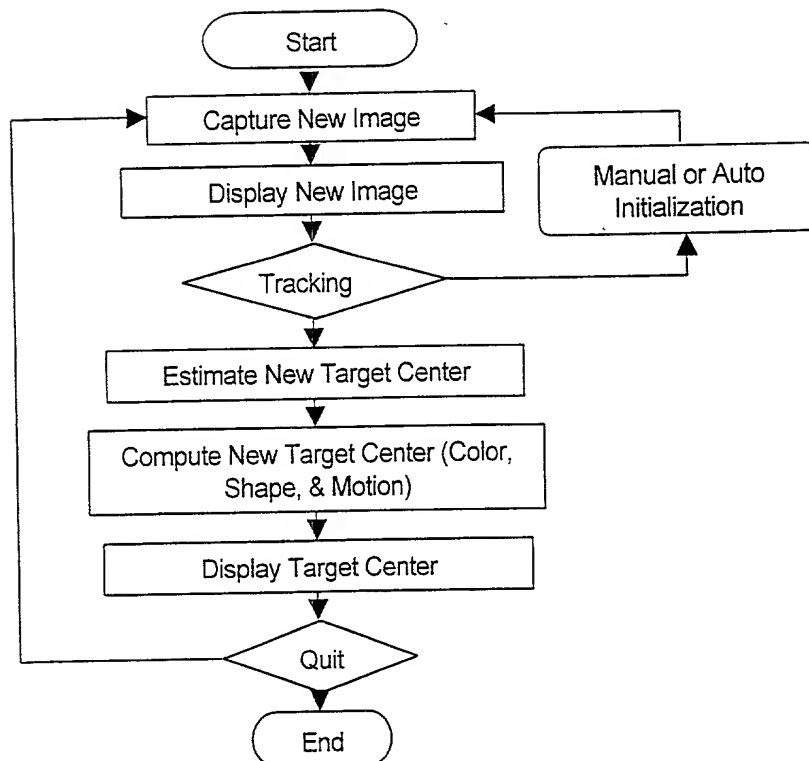 Start
Capture New Image
Display New Image
Manual or Auto
Initialization
Tracking
Estimate New Target Center
Compute New Target Center (Color,
Shape, & Motion)
Display Target Center
Quit
End